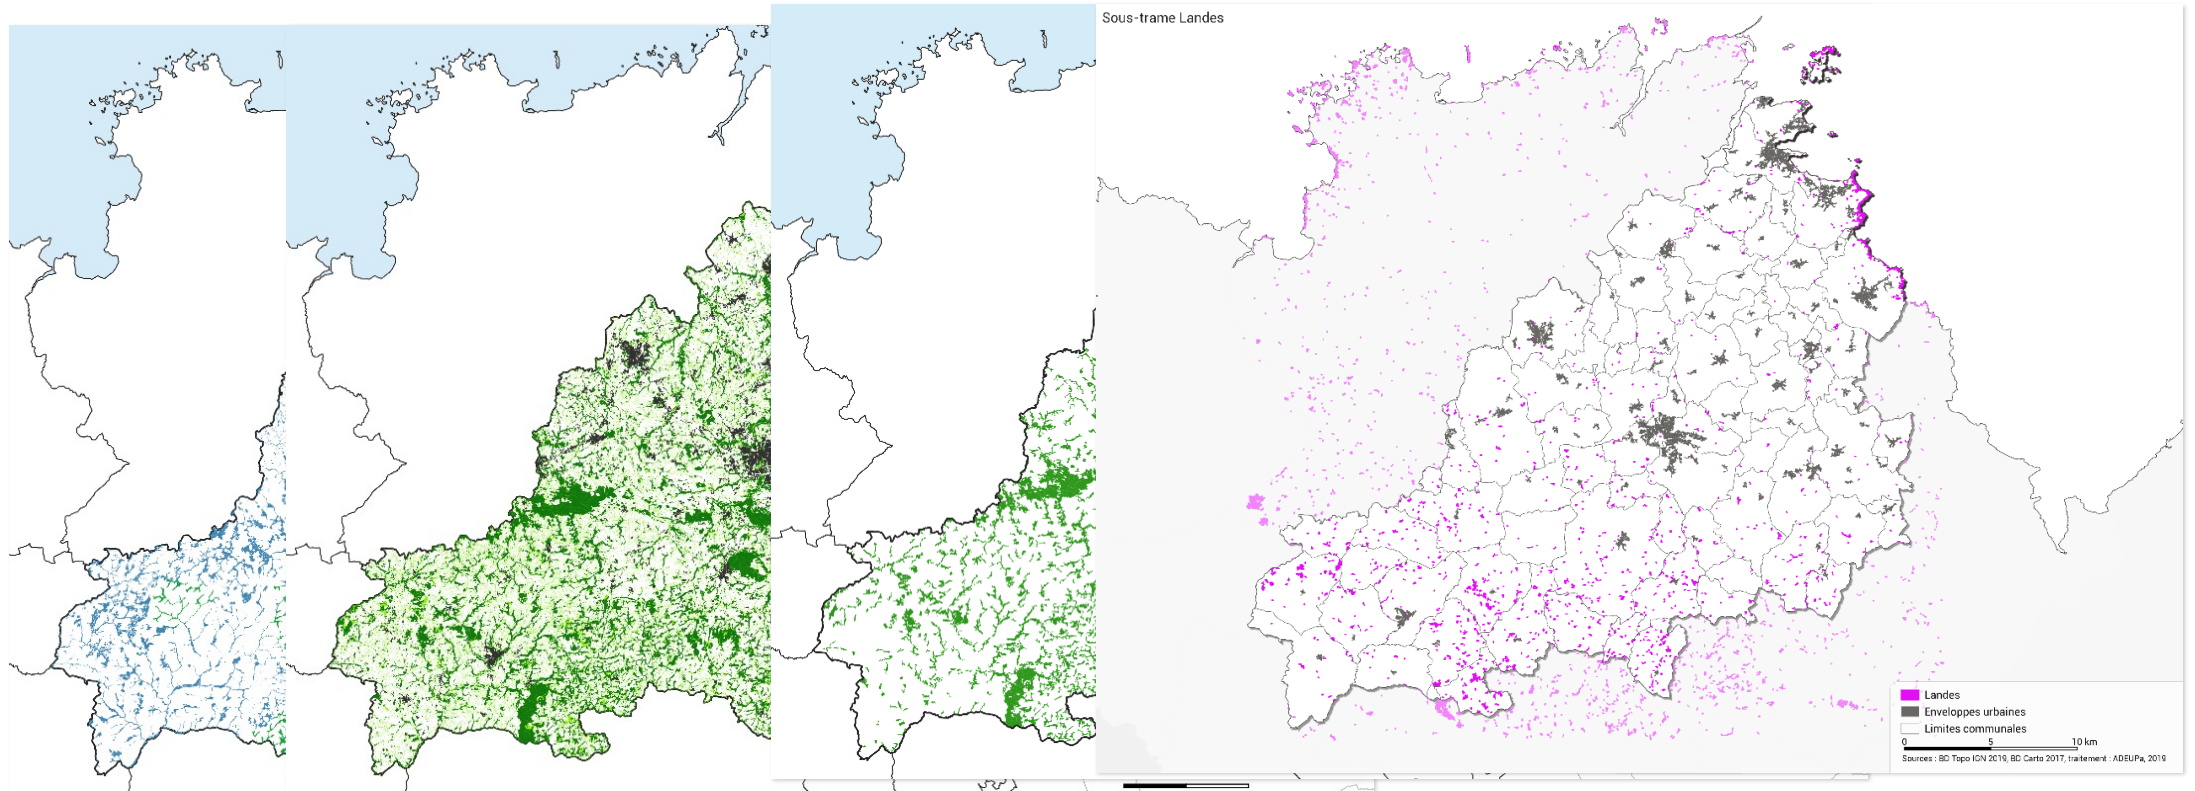 Sous-trame Landes
Landes
Enveloppes urbaines
Limites communales
0 5 10 km
Sources : BD Topo IGN 2019, BD Carto 2017, traitement : ADEUPa, 2019